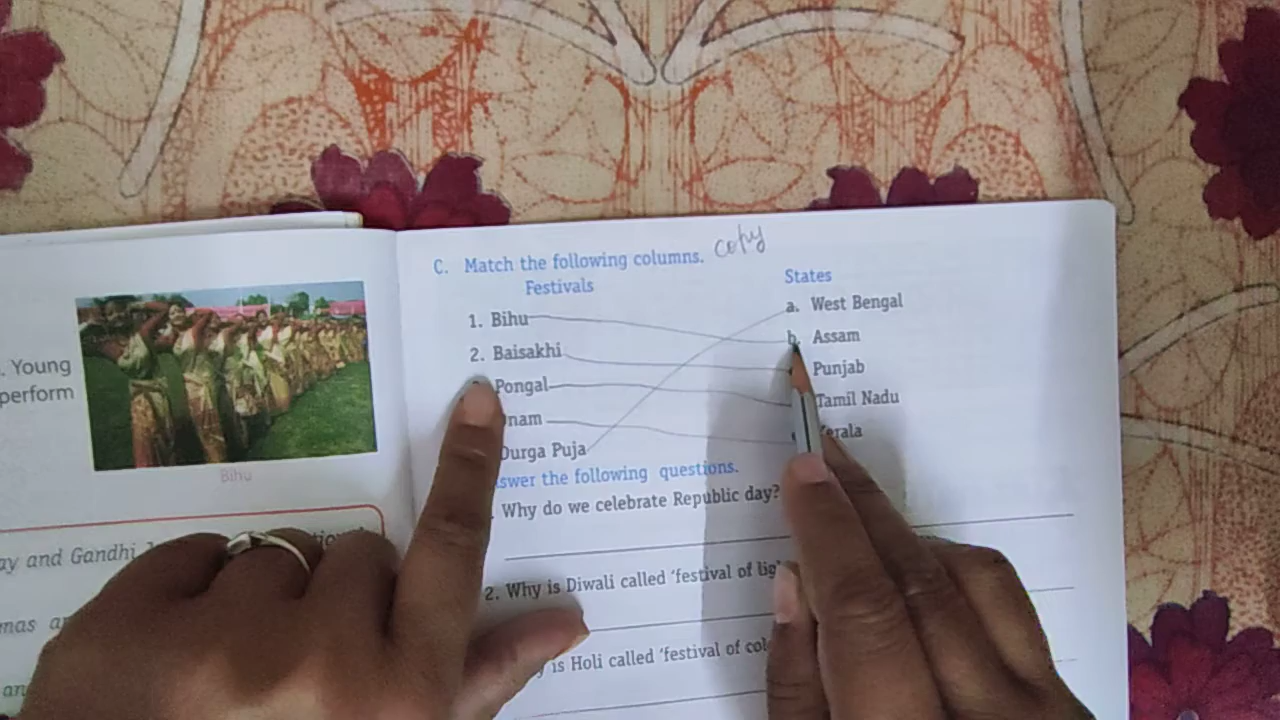 . Young
perform
Bihu
ay and Gandhi
mas
an
C. Match the following columns. copy
Festivals
States
1. Bihu
a. West Bengal
2. Baisakhi
b. Assam
Pongal
Punjab
nam
Tamil Nadu
Durga Puja
erala
swer the following questions.
. Why do we celebrate Republic day?
2. Why is Diwali called ‘festival of lig
y is Holi called ‘festival of col